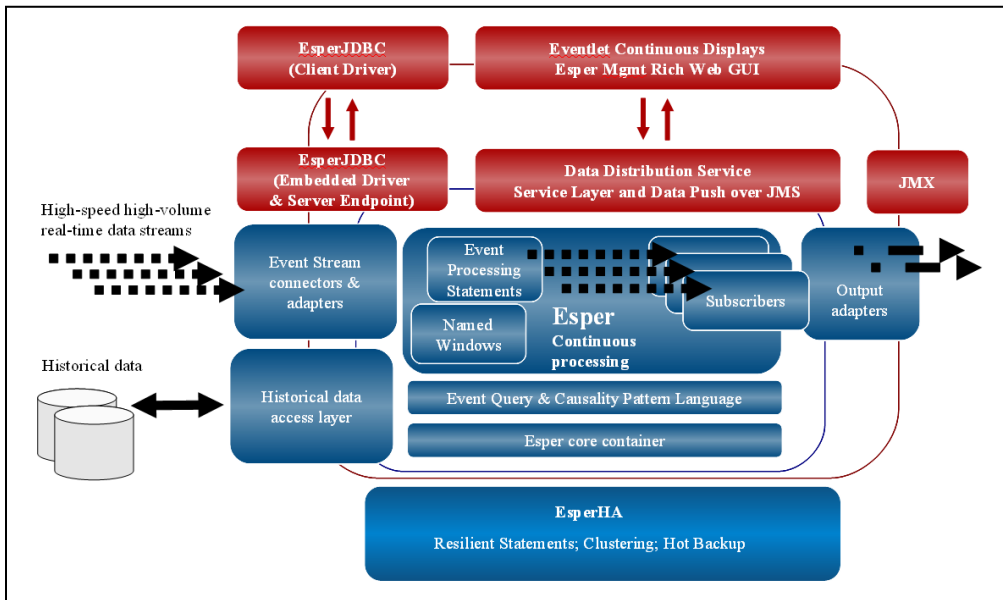 EsperJDBC
(Client Driver)
Eventlet Continuous Displays
Esper Mgmt Rich Web GUI
EsperJDBC
(Embedded Driver
& Server Endpoint)
Data Distribution Service
Service Layer and Data Push over JMS
JMX
High-speed high-volume
real-time data streams
Event Stream
connectors &
adapters
Event
Processing
Statements
Subscribers
Output
adapters
Named
Windows
Esper
Continuous
processing
Historical data
Historical data
access layer
Event Query & Causality Pattern Language
Esper core container
EsperHA
Resilient Statements; Clustering; Hot Backup